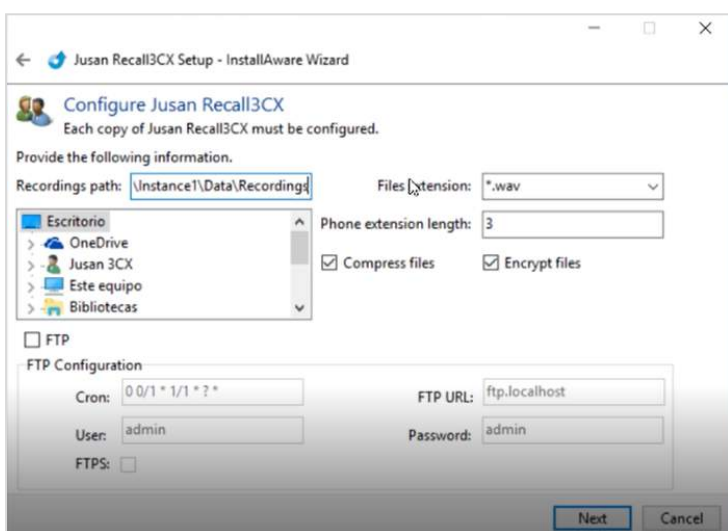 Jusan Recall3CX Setup - InstallAware Wizard
Configure Jusan Recall3CX
Each copy of Jusan Recall3CX must be configured.
Provide the following information.
Recordings path: \Instance1\Data\Recordings Files Extension: *.wav
Escritorio
OneDrive
Jusan 3CX
Este equipo
Bibliotecas
Phone extension length: 3
Compress files Encrypt files
FTP
FTP Configuration
Cron: 0 0/1 * 1/1 * ? * FTP URL: ftp.localhost
User: admin Password: admin
FTPS:
Next Cancel